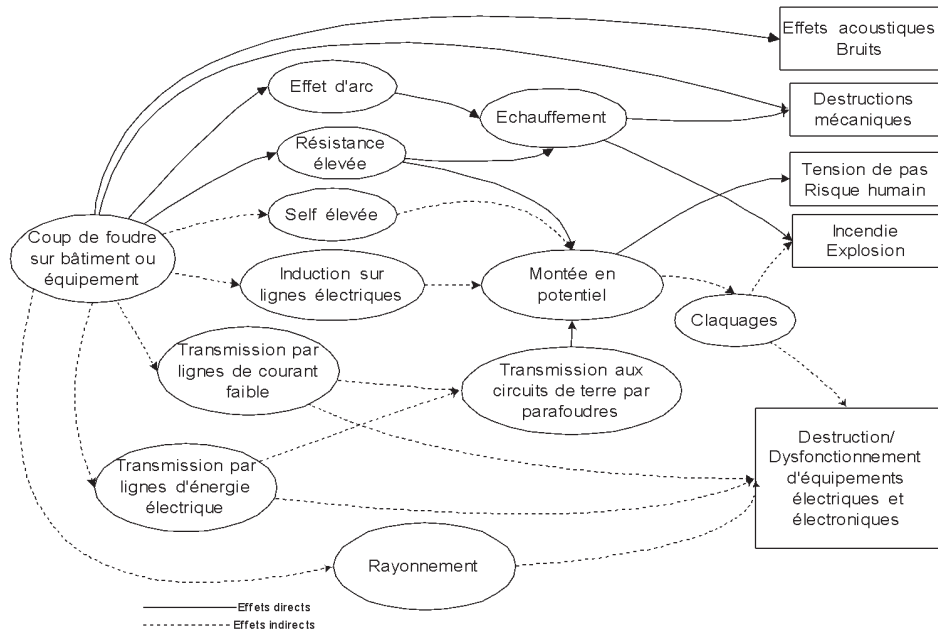 Effets acoustiques
Bruits
Effet d'arc
Echauffement
Destructions
mécaniques
Résistance
élevée
Tension de pas
Risque humain
Self élevée
Coup de foudre
sur bâtiment ou
équipement
Incendie
Explosion
Induction sur
lignes électriques
Montée en
potentiel
Claquages
Transmission par
lignes de courant
faible
Transmission aux
circuits de terre par
parafoudres
Destruction/
Dysfonctionnement
d'équipements
électriques et
électroniques
Transmission par
lignes d'énergie
électrique
Rayonnement
Effets directs
Effets indirects